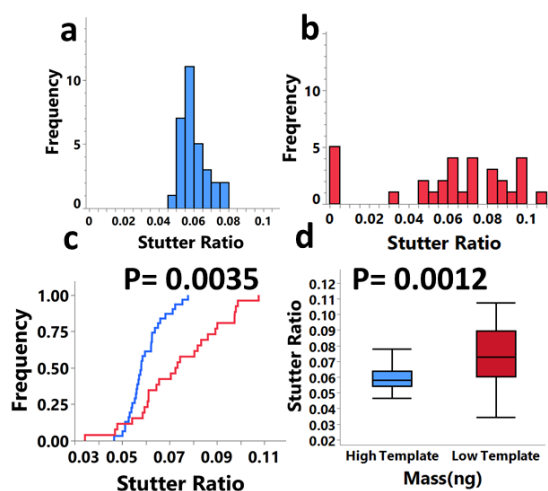 a
Frequency
10
5
0
0 0.02 0.04 0.06 0.08 0.1
Stutter Ratio
b
Freqrency
10
5
0
0 0.02 0.04 0.06 0.08 0.1
Stutter Ratio
c
P= 0.0035
Frequency
1.00
0.75
0.50
0.25
0.00
0.03 0.05 0.07 0.09 0.11
Stutter Ratio
d
P= 0.0012
Stutter Ratio
0.12
0.11
0.10
0.09
0.08
0.07
0.06
0.05
0.04
0.03
0.02
High Template Low Template
Mass(ng)